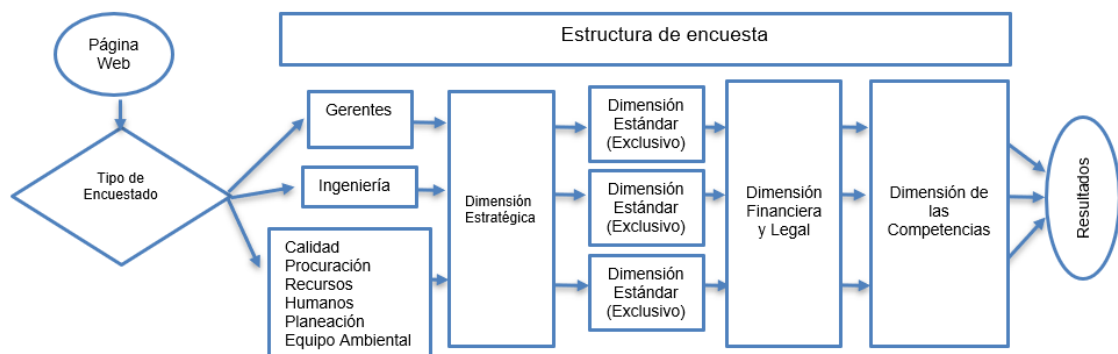 Página
Web
Estructura de encuesta
Tipo de
Encuestado
Gerentes
Ingeniería
Calidad
Procuración
Recursos
Humanos
Planeación
Equipo Ambiental
Dimensión
Estratégica
Dimensión
Estándar
(Exclusivo)
Dimensión
Estándar
(Exclusivo)
Dimensión
Estándar
(Exclusivo)
Dimensión
Financiera
y Legal
Dimensión de
las
Competencias
Resultados